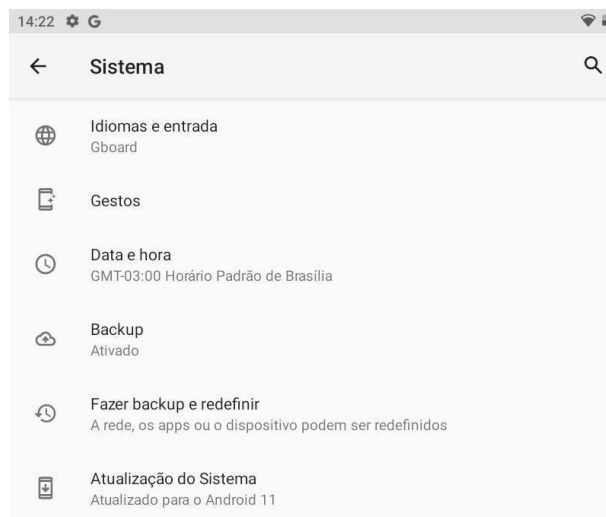 14:22 G
Sistema
Idiomas e entrada
Gboard
Gestos
Data e hora
GMT-03:00 Horário Padrão de Brasília
Backup
Ativado
Fazer backup e redefinir
A rede, os apps ou o dispositivo podem ser redefinidos
Atualização do Sistema
Atualizado para o Android 11